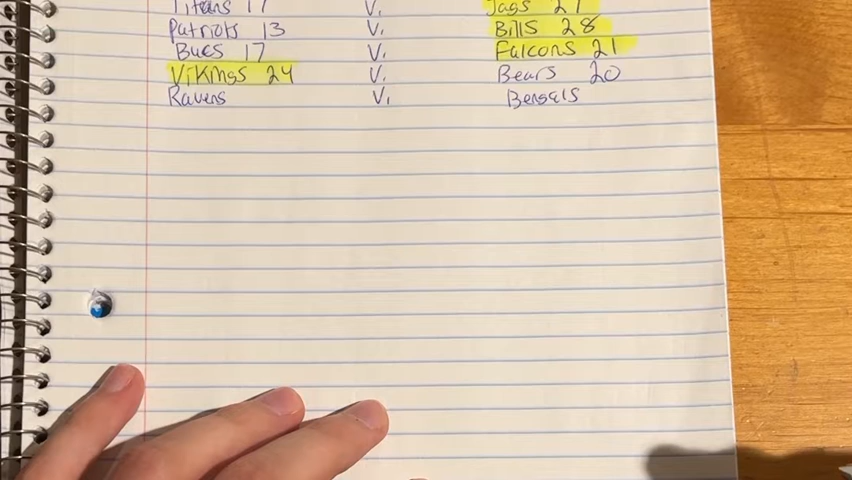 Titans 17 V. Jags 27
Patriots 13 V. Bills 28
Bucs 17 V. Falcons 21
Vikings 24 V. Bears 20
Ravens V. Bengals